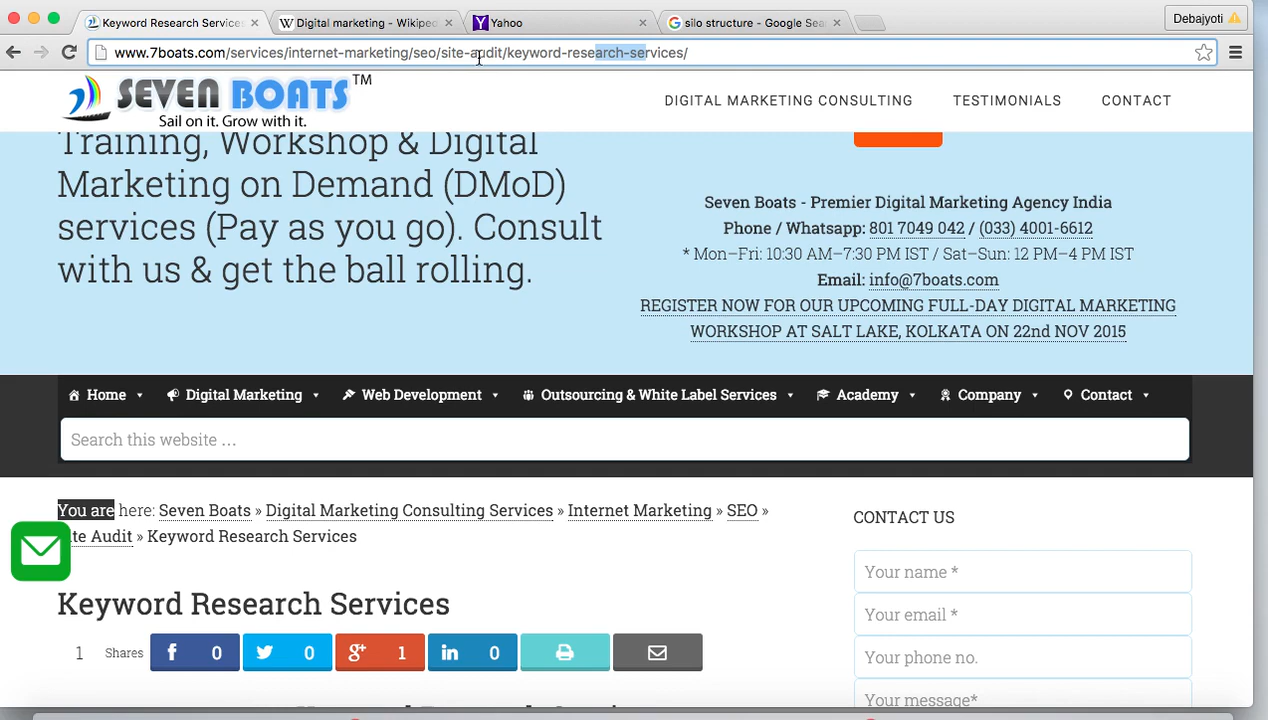 Keyword Research Services
Digital marketing - Wikiped
Yahoo
silo structure - Google Sear
Debajyoti
www.7boats.com/services/internet-marketing/seo/site-audit/keyword-research-services/
SEVEN BOATS™
Sail on it. Grow with it.
DIGITAL MARKETING CONSULTING
TESTIMONIALS
CONTACT
Training, Workshop & Digital
Marketing on Demand (DMoD)
services (Pay as you go). Consult
with us & get the ball rolling.
Seven Boats - Premier Digital Marketing Agency India
Phone / Whatsapp: 801 7049 042 / (033) 4001-6612
* Mon–Fri: 10:30 AM–7:30 PM IST / Sat–Sun: 12 PM–4 PM IST
Email: info@7boats.com
REGISTER NOW FOR OUR UPCOMING FULL-DAY DIGITAL MARKETING
WORKSHOP AT SALT LAKE, KOLKATA ON 22nd NOV 2015
Home
Digital Marketing
Web Development
Outsourcing & White Label Services
Academy
Company
Contact
Search this website …
You are here: Seven Boats » Digital Marketing Consulting Services » Internet Marketing » SEO »
te Audit » Keyword Research Services
Keyword Research Services
1 Shares
0
0
1
0
CONTACT US
Your name *
Your email *
Your phone no.
Your message*